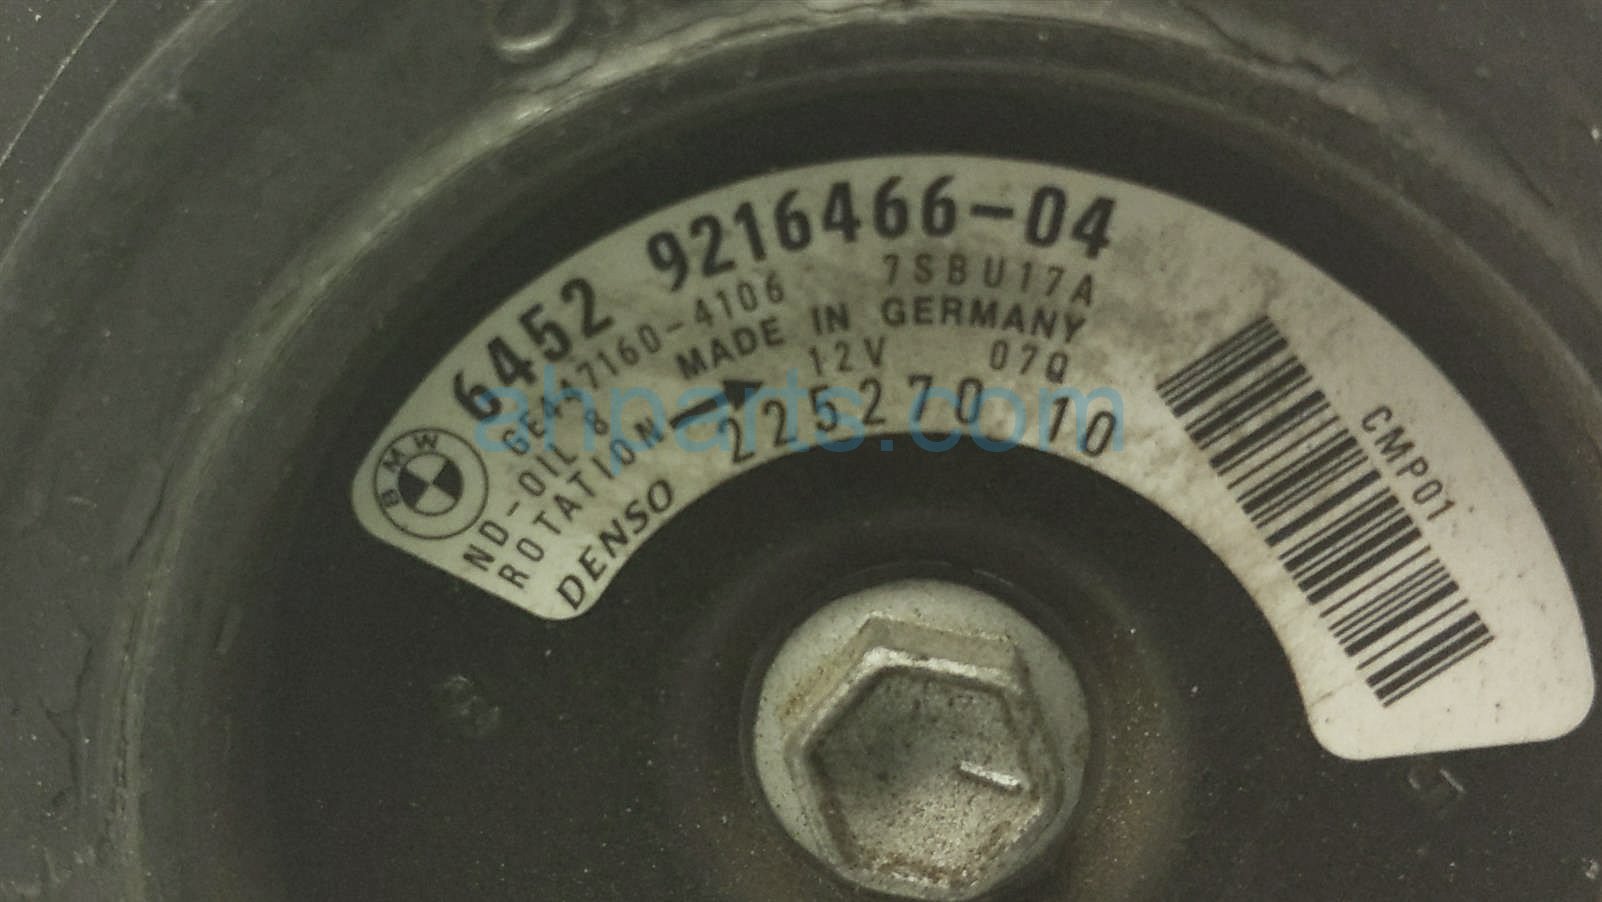 BMW
6452 9216466-04
GE447160-4106 7SBU17A
ND-OIL 8 MADE IN GERMANY
ROTATION 12V 07Q
DENSO 225270 10
CMP01
ahparts.com